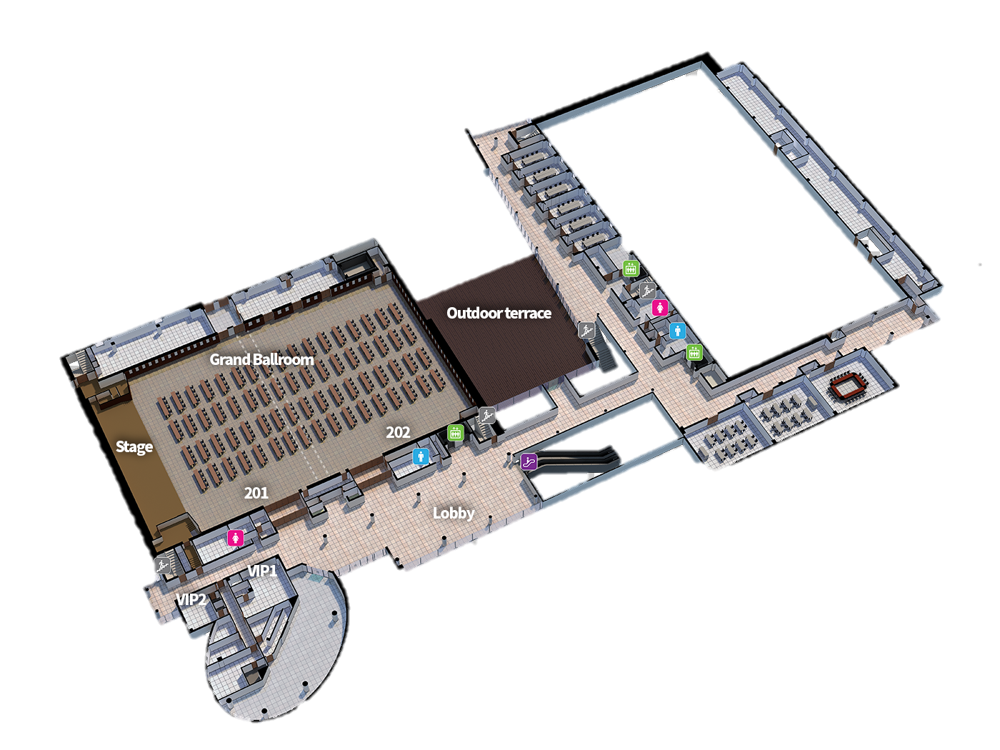 Outdoor terrace
Grand Ballroom
202
Stage
201
Lobby
VIP1
VIP2